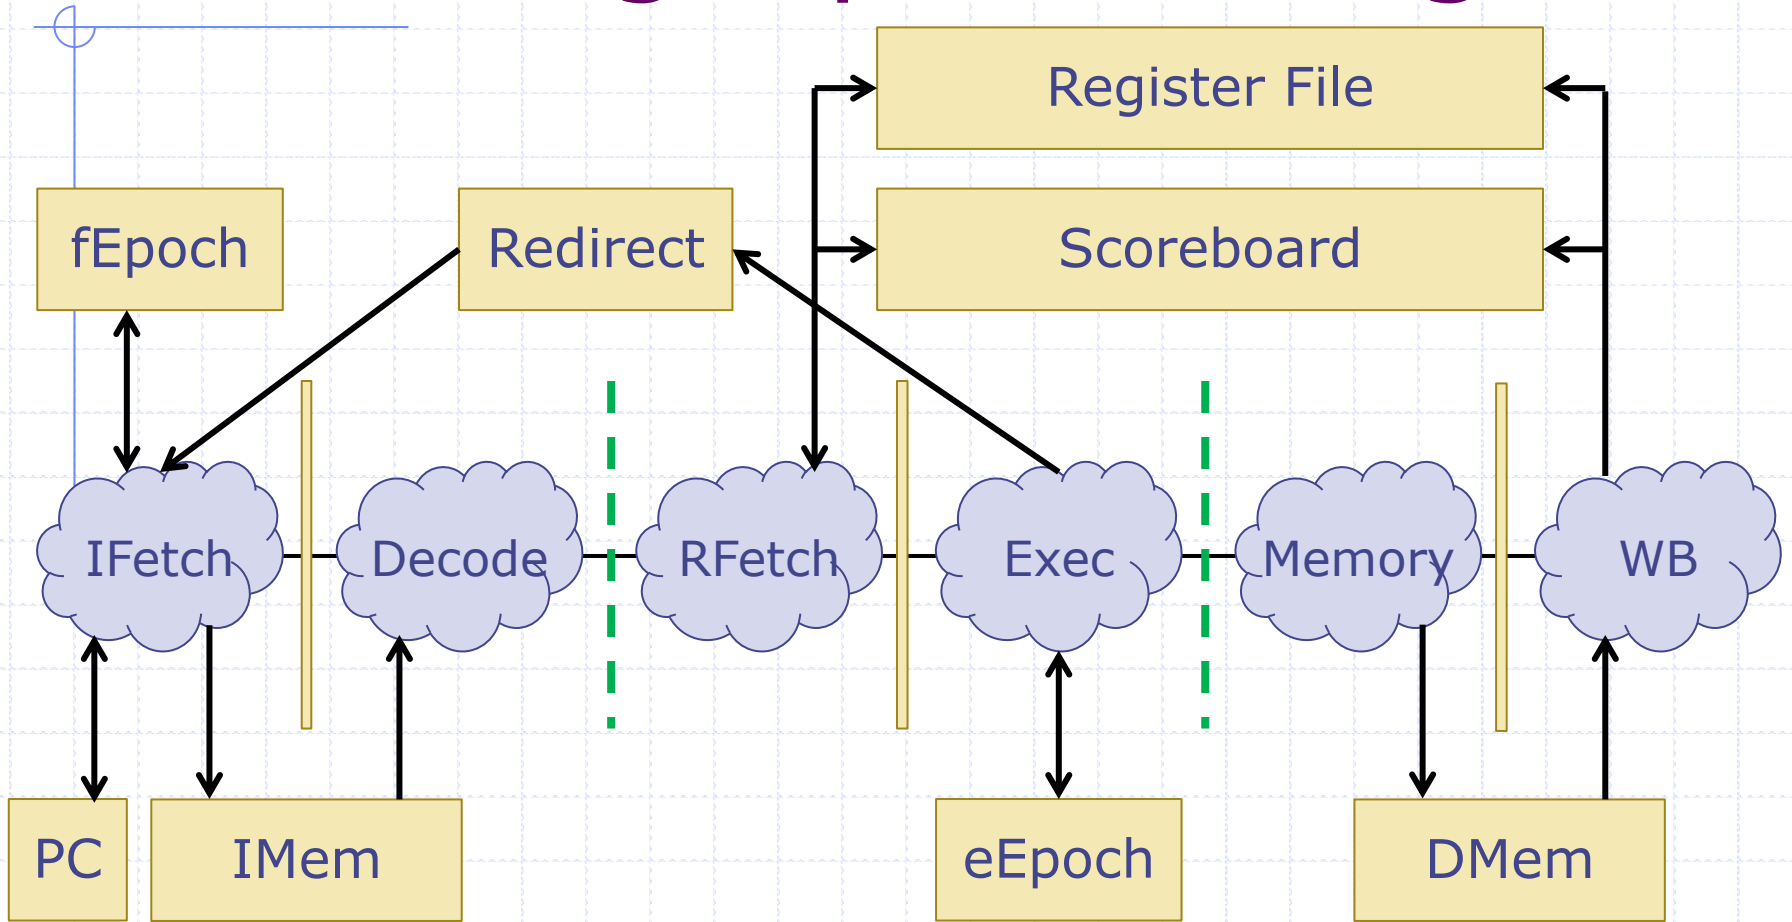 Register File
fEpoch
Redirect
Scoreboard
IFetch
Decode
RFetch
Exec
Memory
WB
PC
IMem
eEpoch
DMem